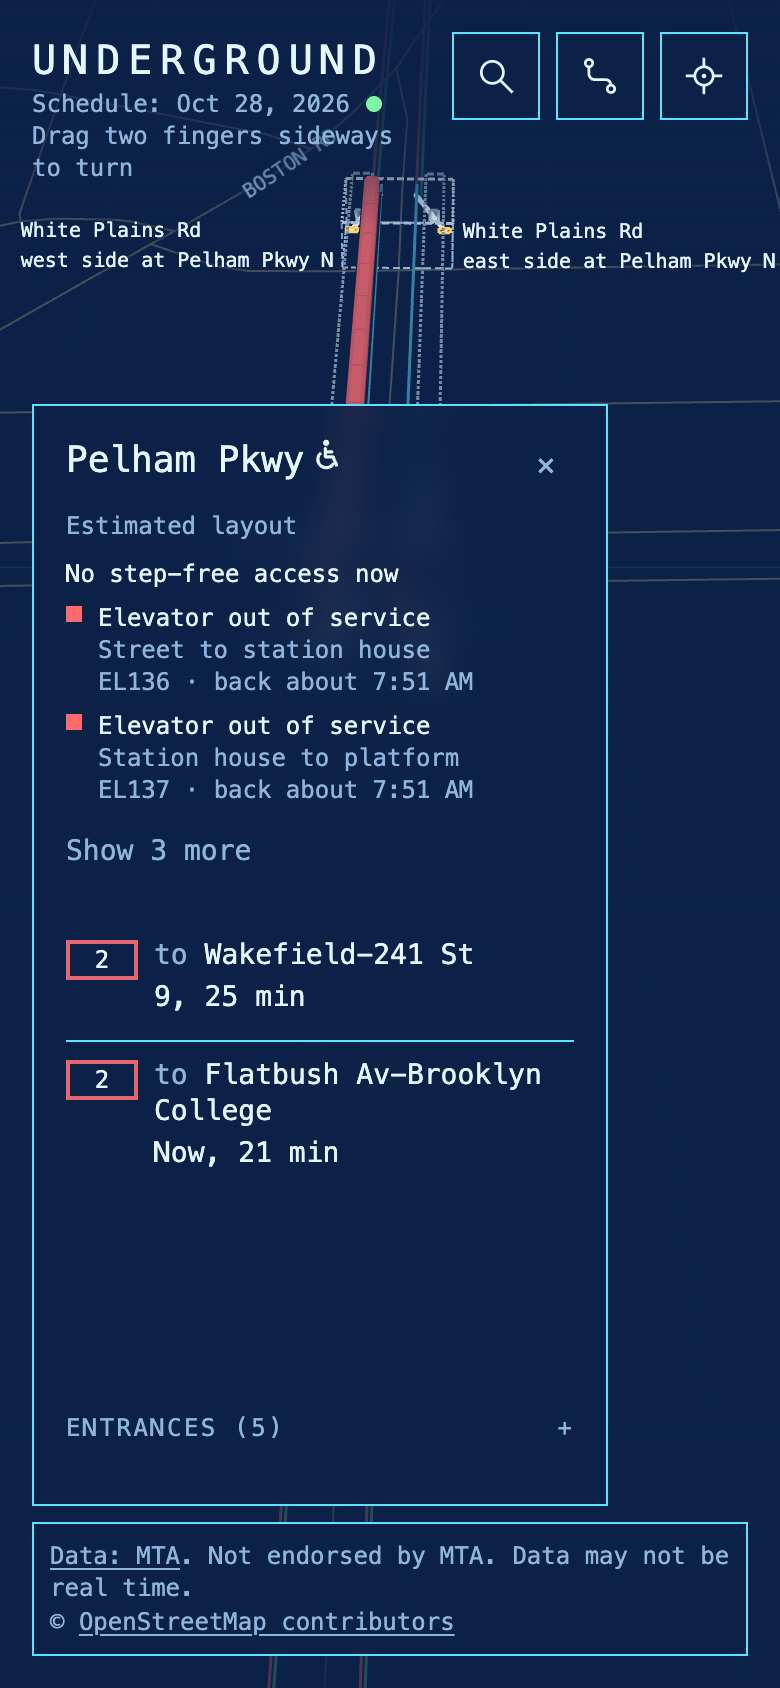 UNDERGROUND
Schedule: Oct 28, 2026
Drag two fingers sideways
to turn
BOSTON
White Plains Rd
west side at Pelham Pkwy N
White Plains Rd
east side at Pelham Pkwy N
Pelham Pkwy
×
Estimated layout
No step-free access now
Elevator out of service
Street to station house
EL136 · back about 7:51 AM
Elevator out of service
Station house to platform
EL137 · back about 7:51 AM
Show 3 more
2 to Wakefield-241 St
9, 25 min
2 to Flatbush Av-Brooklyn
College
Now, 21 min
ENTRANCES (5) +
Data: MTA. Not endorsed by MTA. Data may not be
real time.
© OpenStreetMap contributors